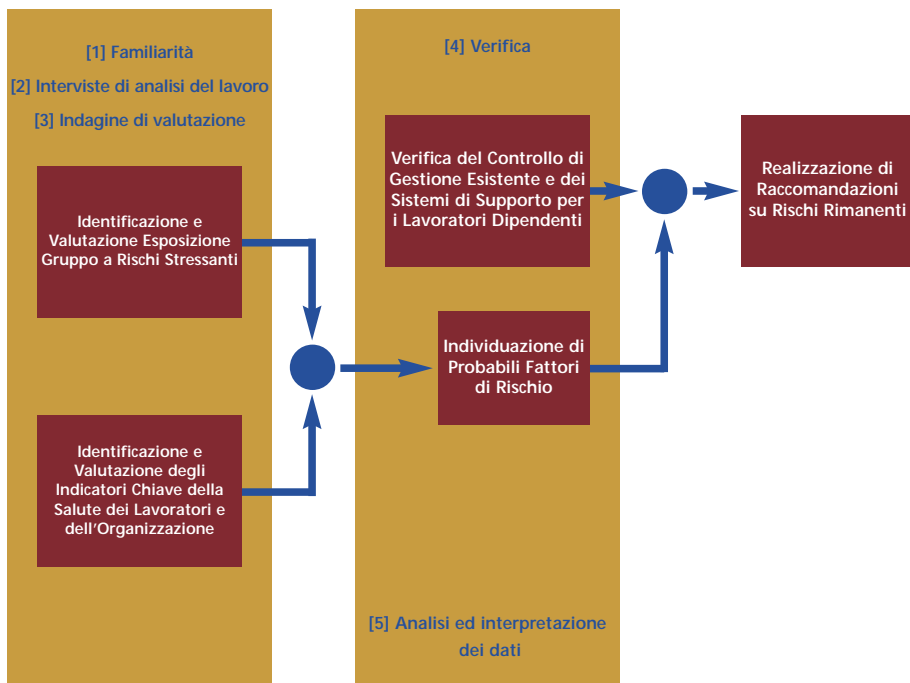 [1] Familiarità
[2] Interviste di analisi del lavoro
[3] Indagine di valutazione
Identificazione e
Valutazione Esposizione
Gruppo a Rischi Stressanti
Identificazione e
Valutazione degli
Indicatori Chiave della
Salute dei Lavoratori e
dell'Organizzazione
[4] Verifica
Verifica del Controllo di
Gestione Esistente e dei
Sistemi di Supporto per
i Lavoratori Dipendenti
Individuazione di
Probabili Fattori
di Rischio
[5] Analisi ed interpretazione
dei dati
Realizzazione di
Raccomandazioni
su Rischi Rimanenti